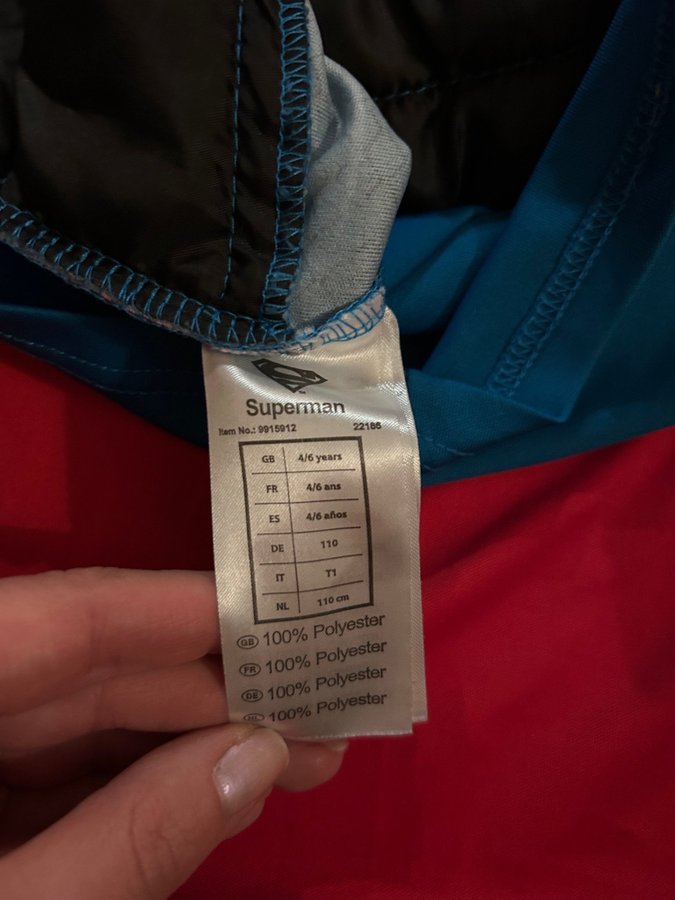 Superman
Item No.: 9915912 22186
GB 4/6 years
FR 4/6 ans
ES 4/6 años
DE 110
IT T1
NL 110 cm
GB 100% Polyester
FR 100% Polyester
DE 100% Polyester
NL 100% Polyester